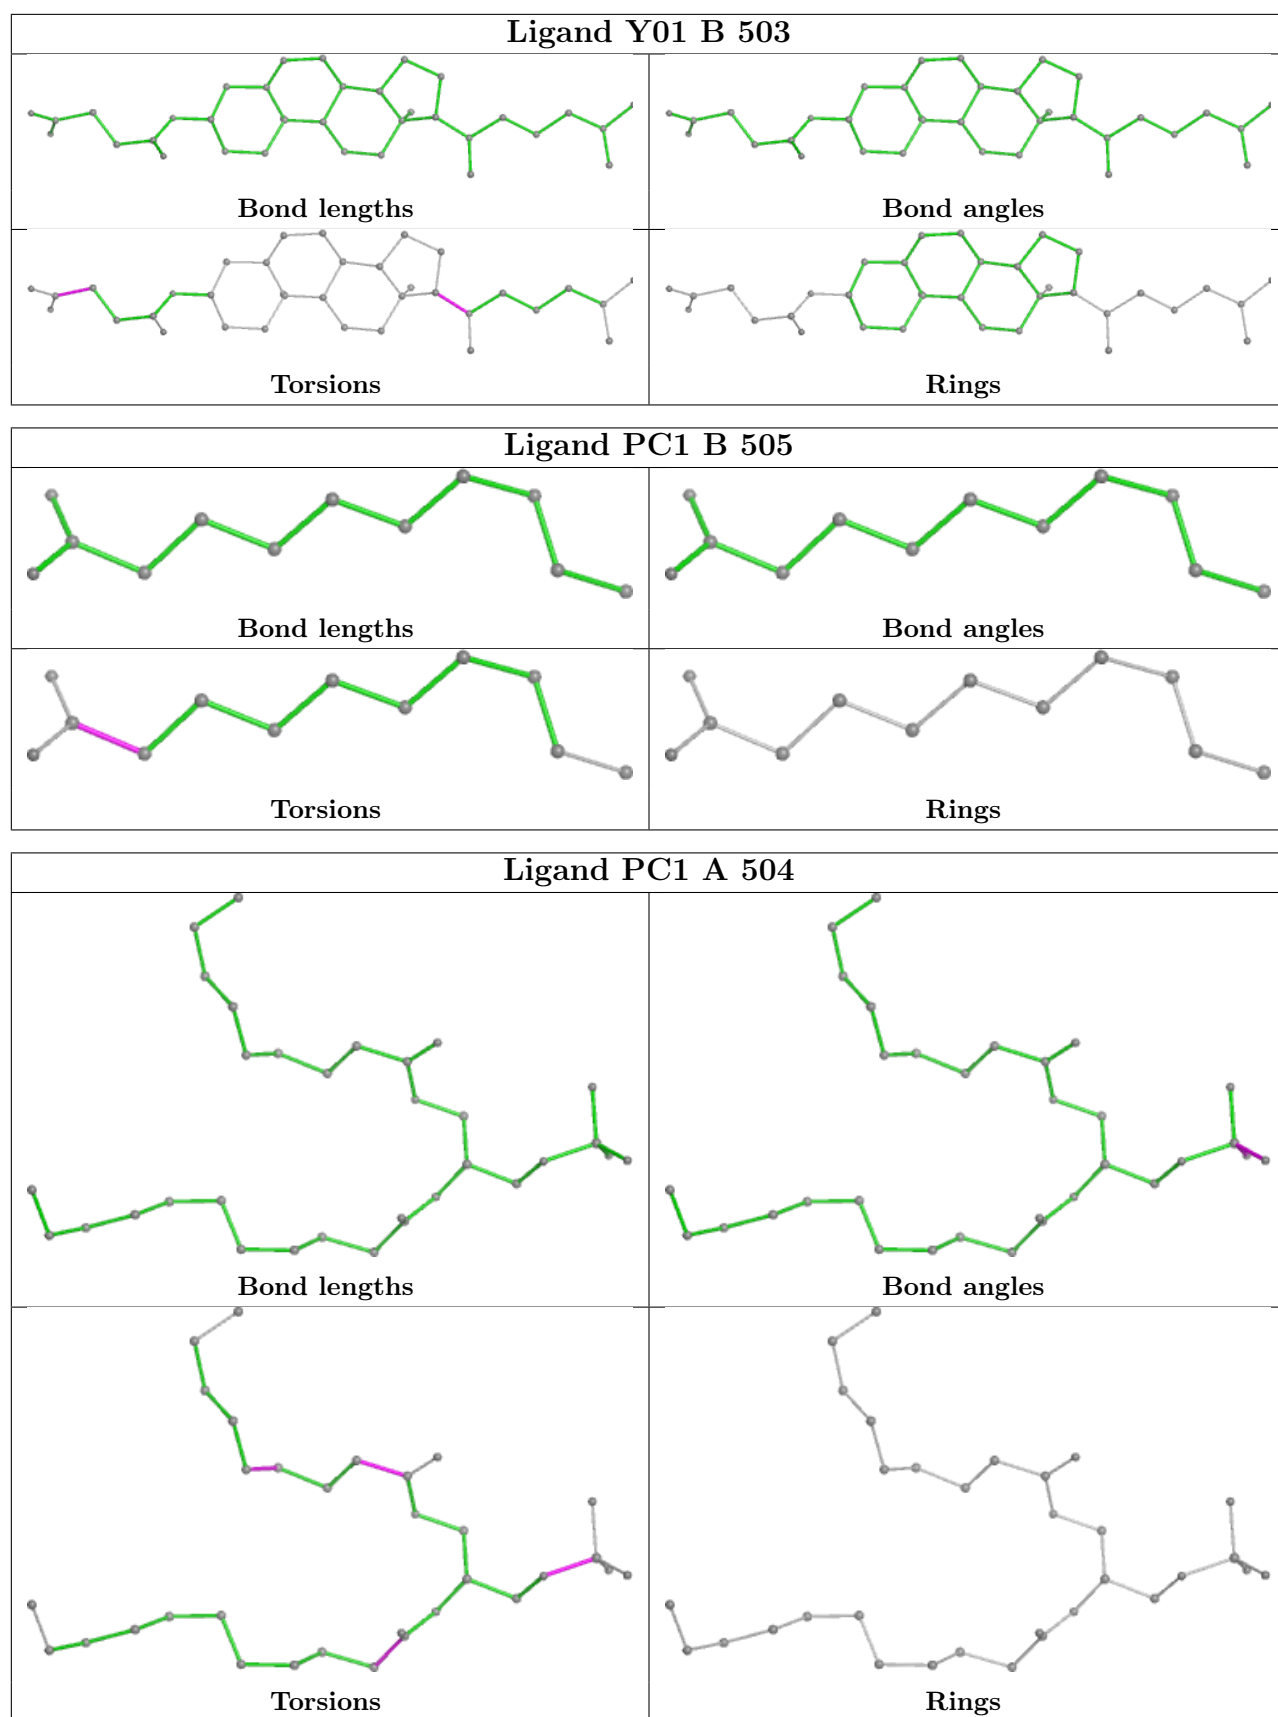 Ligand Y01 B 503
Bond lengths
Bond angles
Torsions
Rings
Ligand PC1 B 505
Bond lengths
Bond angles
Torsions
Rings
Ligand PC1 A 504
Bond lengths
Bond angles
Torsions
Rings